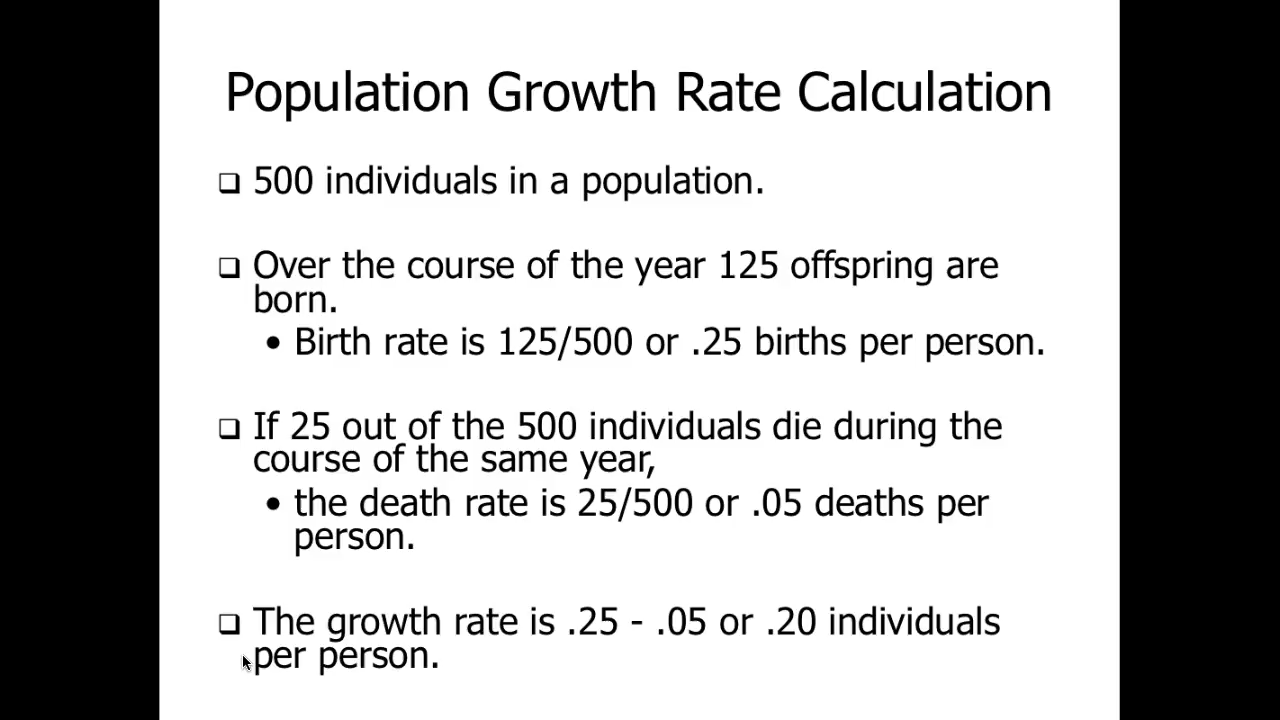 Population Growth Rate Calculation
❑ 500 individuals in a population.
❑ Over the course of the year 125 offspring are
born.
• Birth rate is 125/500 or .25 births per person.
❑ If 25 out of the 500 individuals die during the
course of the same year,
• the death rate is 25/500 or .05 deaths per
person.
❑ The growth rate is .25 - .05 or .20 individuals
per person.